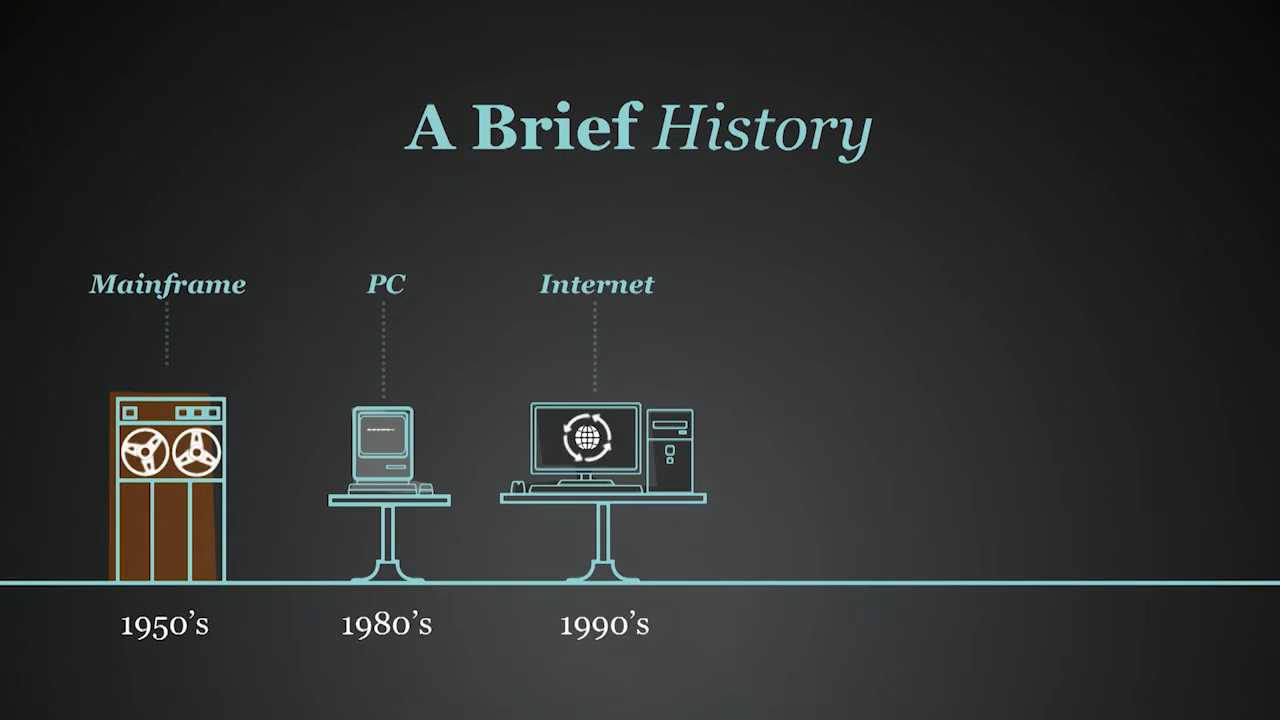 A Brief History
Mainframe PC Internet
1950’s 1980’s 1990’s